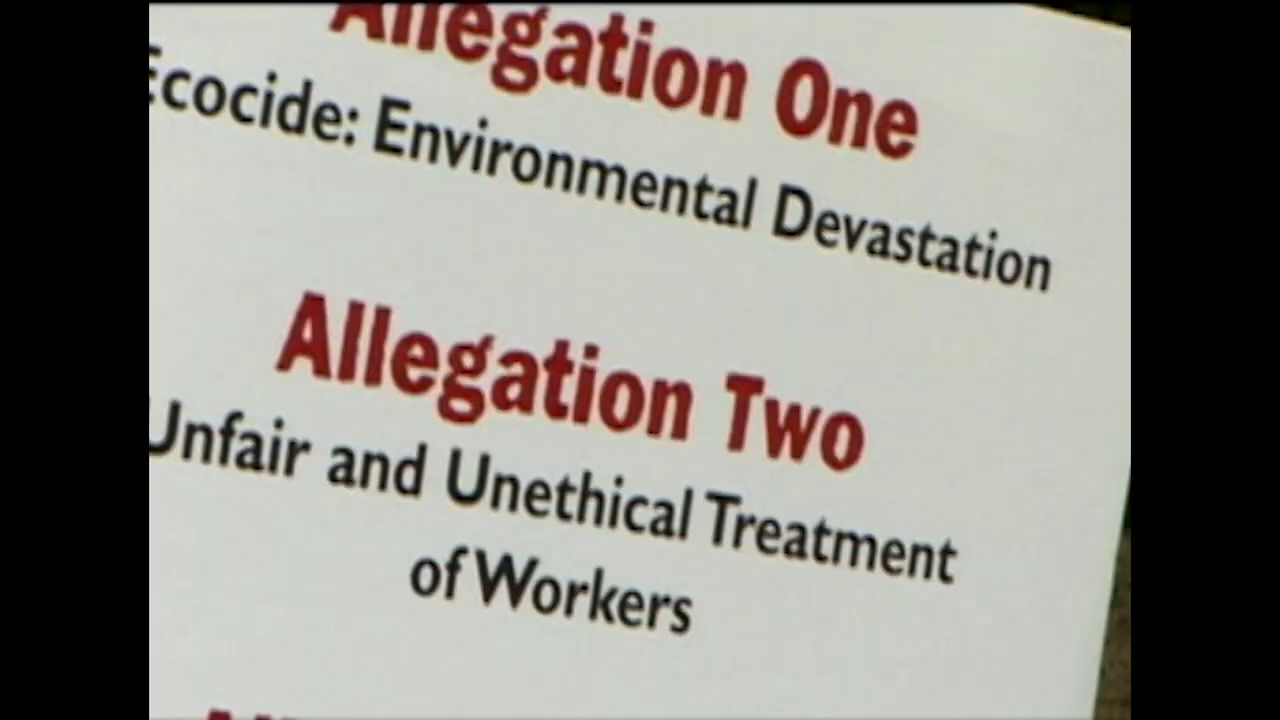 Allegation One
Ecocide: Environmental Devastation
Allegation Two
Unfair and Unethical Treatment
of Workers